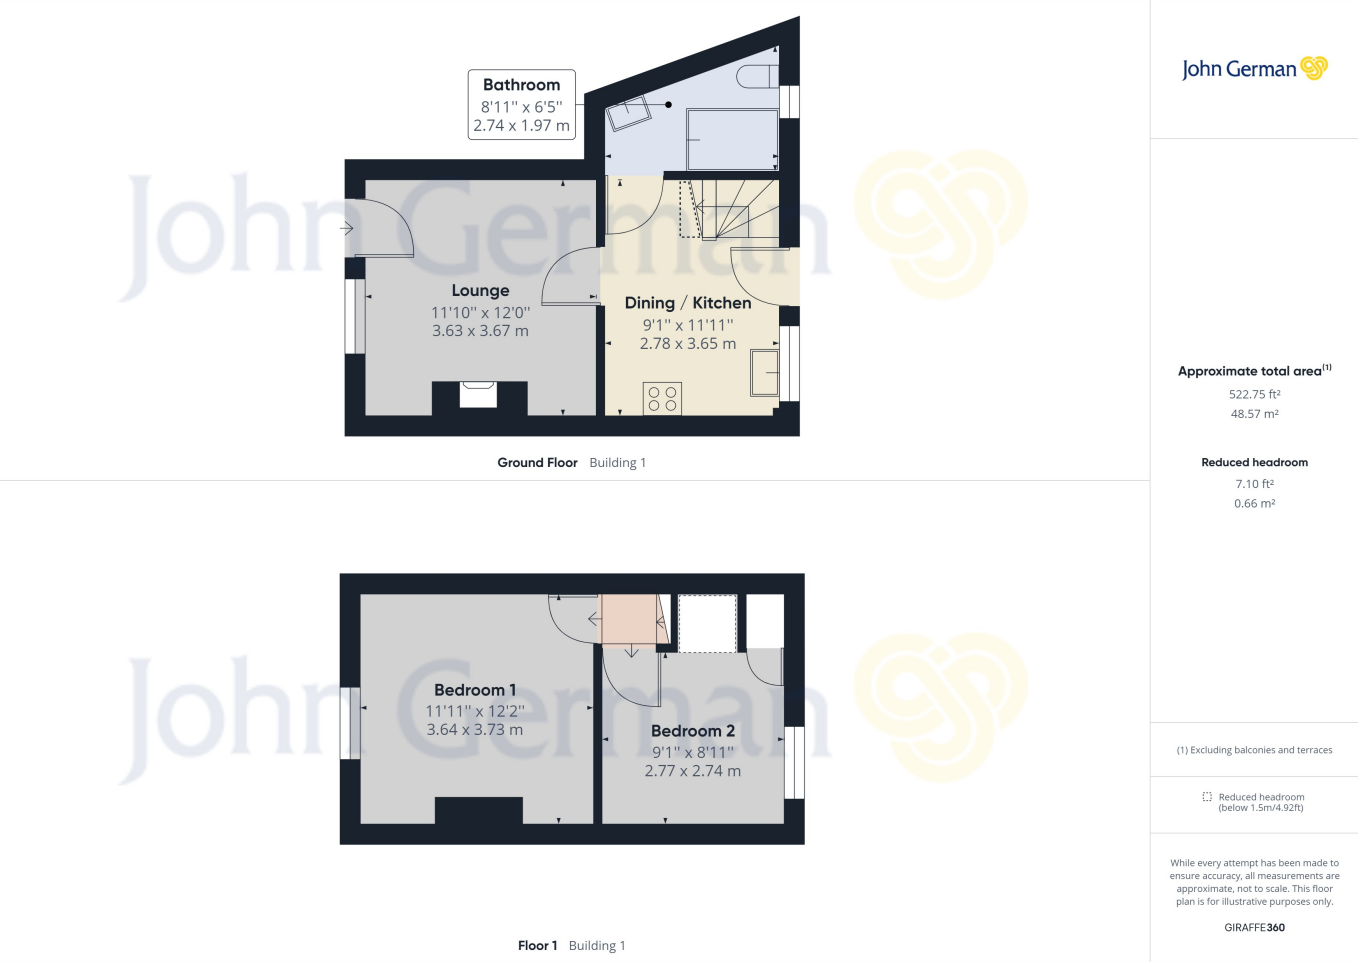 John German
Bathroom
8'11'' x 6'5''
2.74 x 1.97 m
Lounge
11'10'' x 12'0''
3.63 x 3.67 m
Dining / Kitchen
9'1'' x 11'11''
2.78 x 3.65 m
John German
Ground Floor Building 1
Bedroom 1
11'11'' x 12'2''
3.64 x 3.73 m
Bedroom 2
9'1'' x 8'11''
2.77 x 2.74 m
John German
Floor 1 Building 1
Approximate total area(1)
522.75 ft²
48.57 m²
Reduced headroom
7.10 ft²
0.66 m²
(1) Excluding balconies and terraces
Reduced headroom
(below 1.5m/4.92ft)
While every attempt has been made to
ensure accuracy, all measurements are
approximate, not to scale. This floor
plan is for illustrative purposes only.
GIRAFFE360